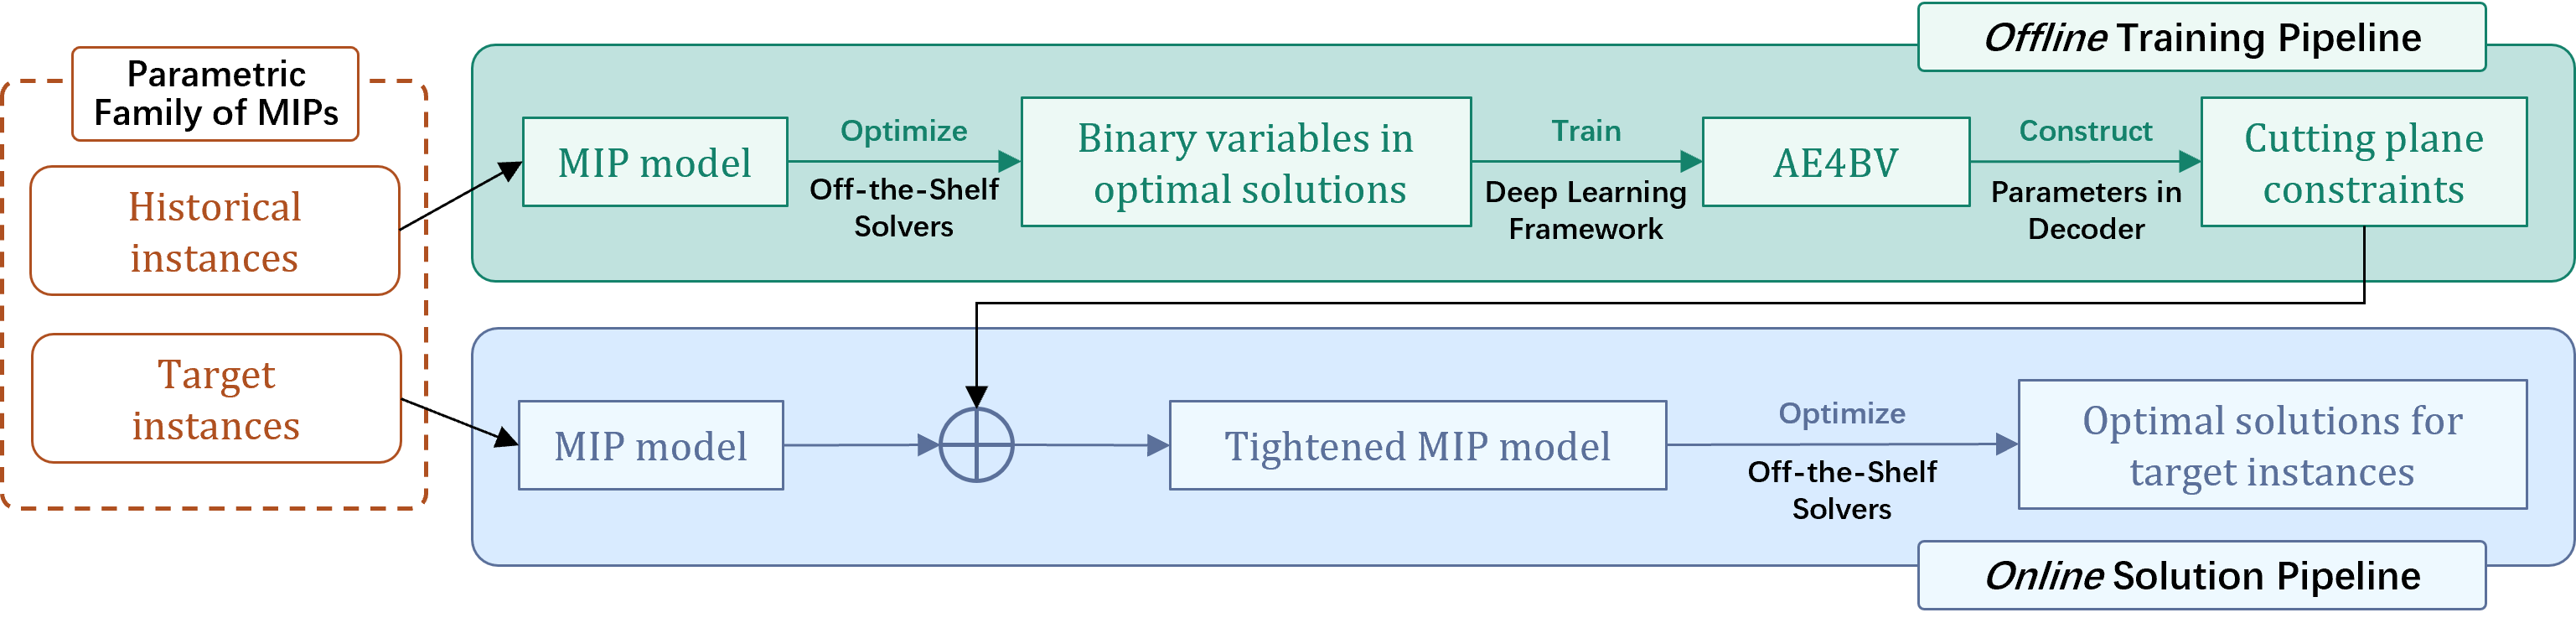 Parametric
Family of MIPs
Historical
instances
Target
instances
Offline Training Pipeline
MIP model
Optimize
Off-the-Shelf
Solvers
Binary variables in
optimal solutions
Train
Deep Learning
Framework
AE4BV
Construct
Parameters in
Decoder
Cutting plane
constraints
MIP model
Tightened MIP model
Optimize
Off-the-Shelf
Solvers
Optimal solutions for
target instances
Online Solution Pipeline